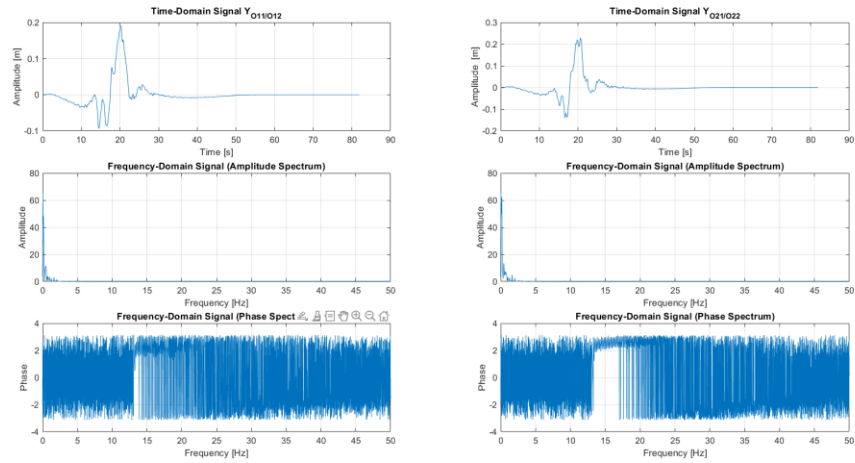 Time-Domain Signal Y_O11/O12
Amplitude [m]
0.2
0.1
0
-0.1
0 10 20 30 40 50 60 70 80 90
Time [s]
Frequency-Domain Signal (Amplitude Spectrum)
Amplitude
80
60
40
20
0
0 5 10 15 20 25 30 35 40 45 50
Frequency [Hz]
Frequency-Domain Signal (Phase Spect
Phase
4
2
0
-2
-4
0 5 10 15 20 25 30 35 40 45 50
Frequency [Hz]
Time-Domain Signal Y_O21/O22
Amplitude [m]
0.3
0.2
0.1
0
-0.1
-0.2
0 10 20 30 40 50 60 70 80 90
Time [s]
Frequency-Domain Signal (Amplitude Spectrum)
Amplitude
80
60
40
20
0
0 5 10 15 20 25 30 35 40 45 50
Frequency [Hz]
Frequency-Domain Signal (Phase Spectrum)
Phase
4
2
0
-2
-4
0 5 10 15 20 25 30 35 40 45 50
Frequency [Hz]